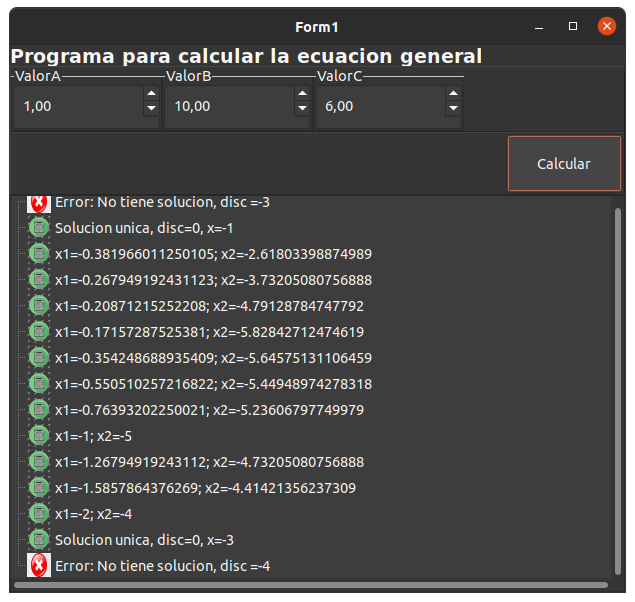 Form1
Programa para calcular la ecuacion general
ValorA ValorB ValorC
1,00 10,00 6,00
Calcular
Error: No tiene solucion, disc =-3
Solucion unica, disc=0, x=-1
x1=-0.381966011250105; x2=-2.61803398874989
x1=-0.267949192431123; x2=-3.73205080756888
x1=-0.20871215252208; x2=-4.79128784747792
x1=-0.17157287525381; x2=-5.82842712474619
x1=-0.354248688935409; x2=-5.64575131106459
x1=-0.550510257216822; x2=-5.44948974278318
x1=-0.76393202250021; x2=-5.23606797749979
x1=-1; x2=-5
x1=-1.26794919243112; x2=-4.73205080756888
x1=-1.5857864376269; x2=-4.41421356237309
x1=-2; x2=-4
Solucion unica, disc=0, x=-3
Error: No tiene solucion, disc =-4